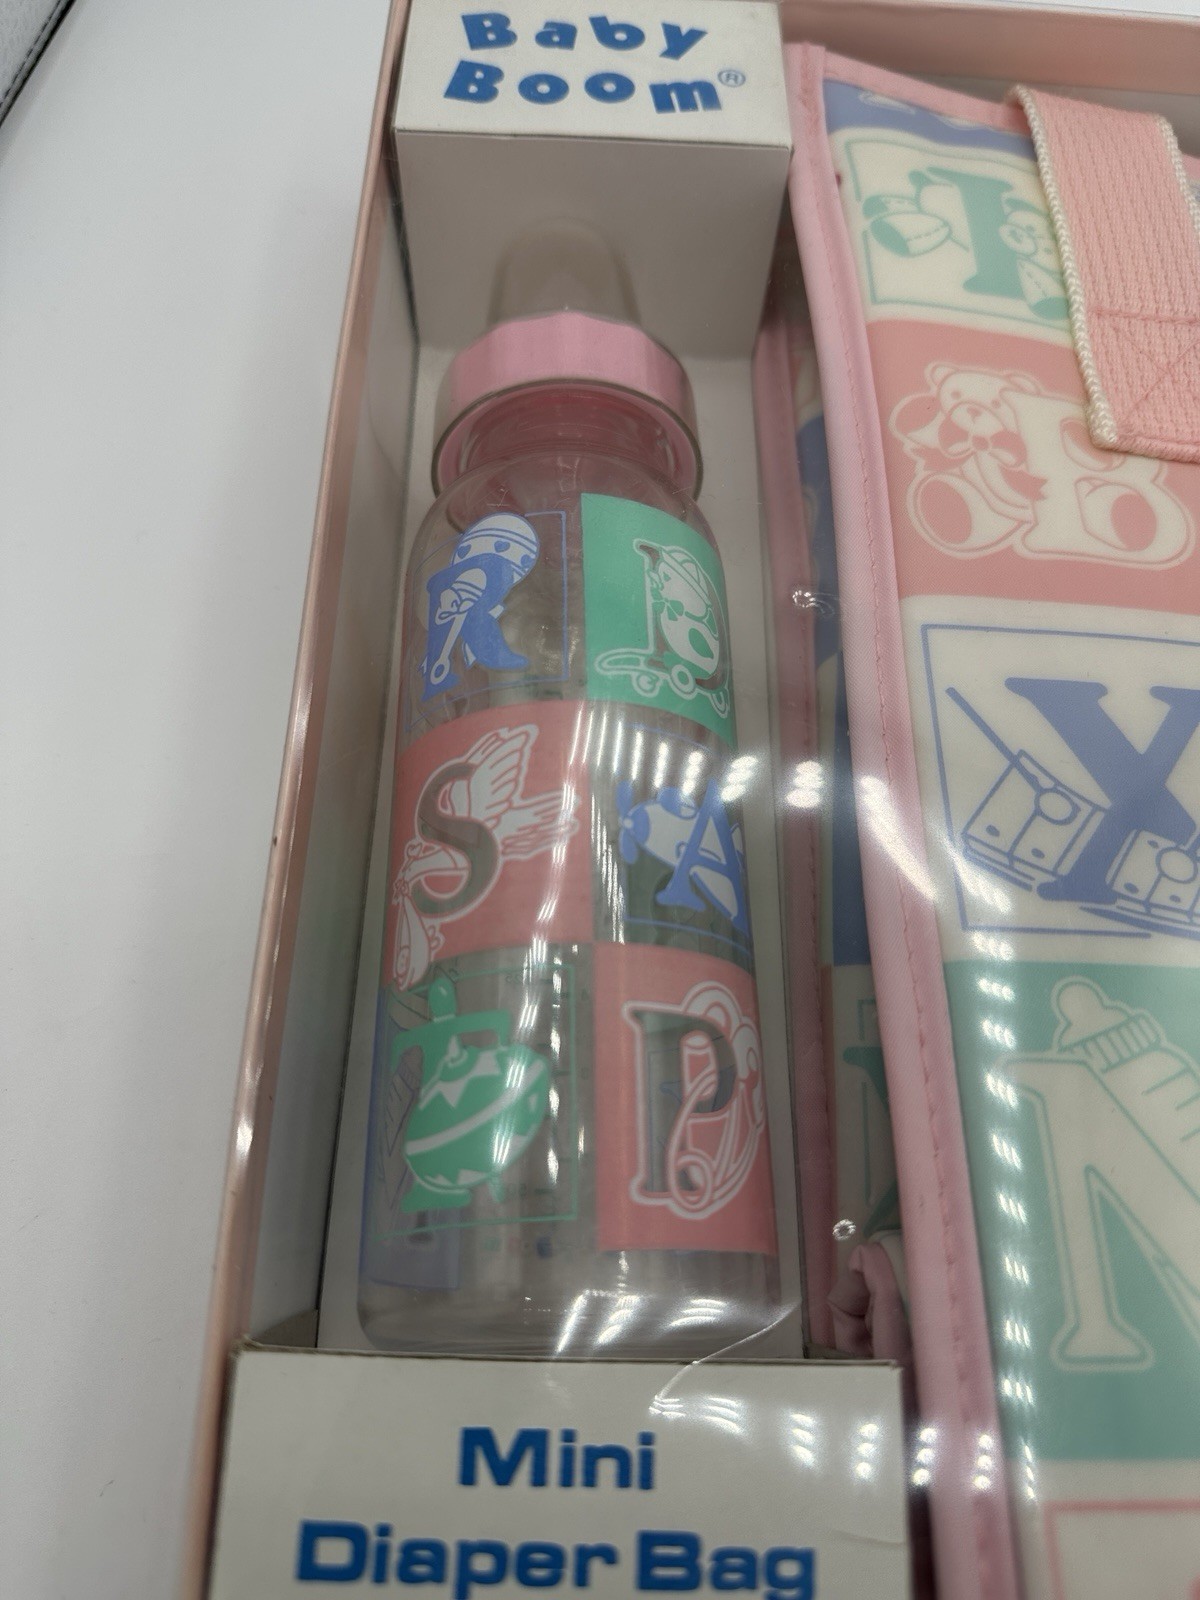 Baby
Boom®
I
B
R D
X
S A
T P
N
Mini
Diaper Bag